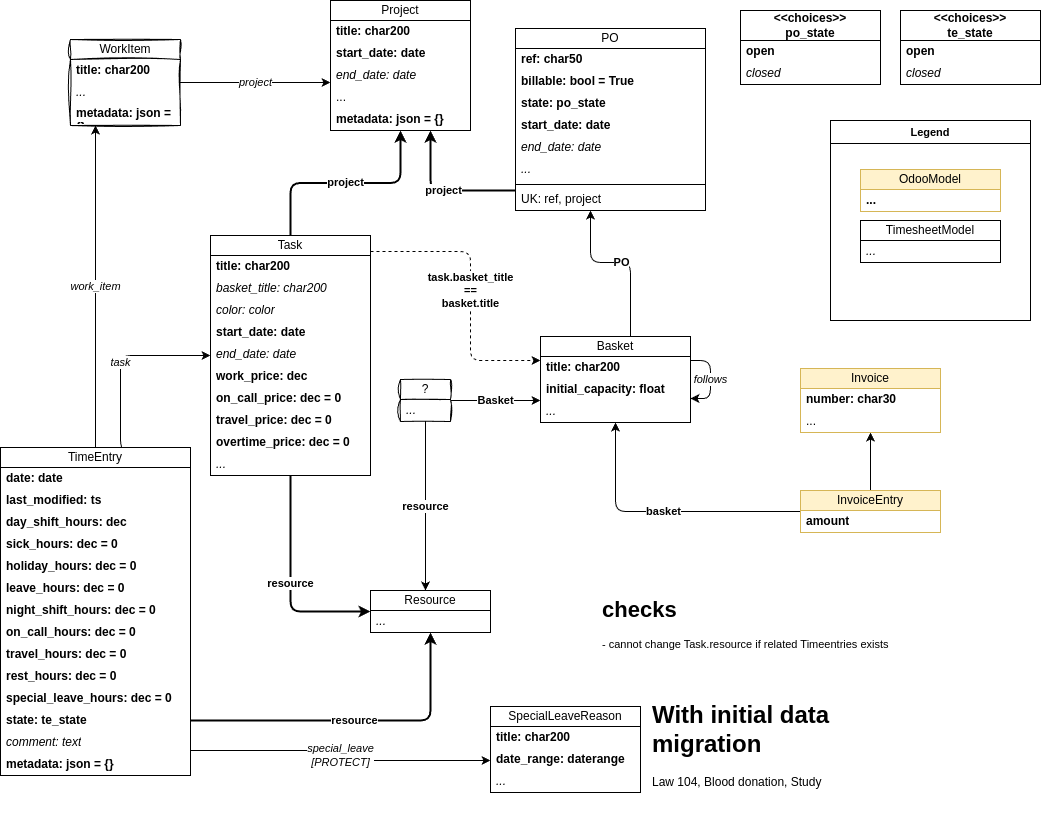 WorkItem
title: char200
...
metadata: json =
project
Project
title: char200
start_date: date
end_date: date
...
metadata: json = {}
PO
ref: char50
billable: bool = True
state: po_state
start_date: date
end_date: date
...
UK: ref, project
<<choices>>
po_state
open
closed
<<choices>>
te_state
open
closed
Legend
OdooModel
...
TimesheetModel
...
project
project
PO
Task
title: char200
basket_title: char200
color: color
start_date: date
end_date: date
work_price: dec
on_call_price: dec = 0
travel_price: dec = 0
overtime_price: dec = 0
...
task.basket_title
==
basket.title
work_item
task
Basket
title: char200
initial_capacity: float
...
follows
?
...
Basket
Invoice
number: char30
...
InvoiceEntry
amount
basket
resource
resource
TimeEntry
date: date
last_modified: ts
day_shift_hours: dec
sick_hours: dec = 0
holiday_hours: dec = 0
leave_hours: dec = 0
night_shift_hours: dec = 0
on_call_hours: dec = 0
travel_hours: dec = 0
rest_hours: dec = 0
special_leave_hours: dec = 0
state: te_state
comment: text
metadata: json = {}
Resource
...
resource
special_leave
[PROTECT]
checks
- cannot change Task.resource if related Timeentries exists
SpecialLeaveReason
title: char200
date_range: daterange
...
With initial data
migration
Law 104, Blood donation, Study